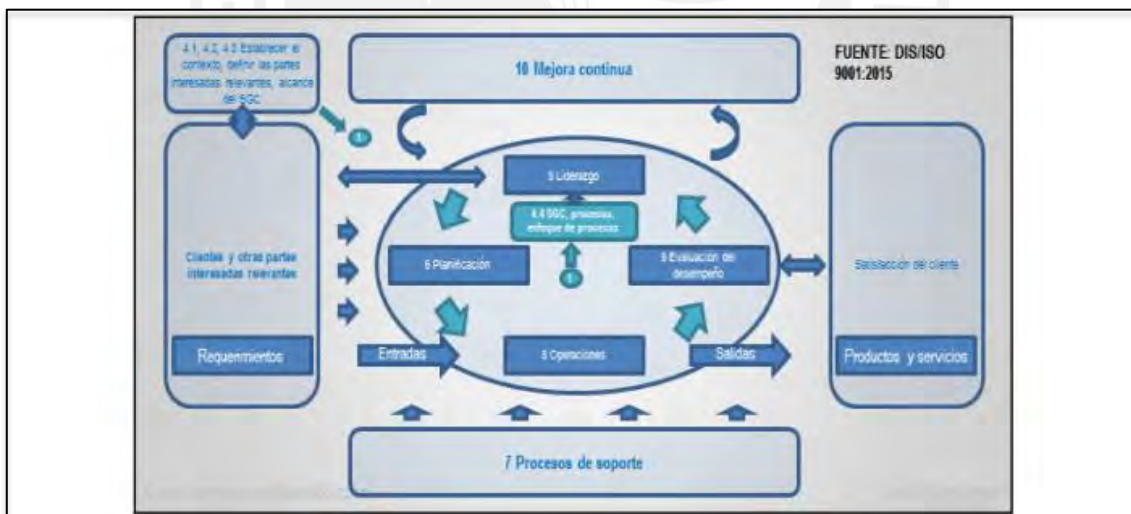 4.1, 4.2, 4.3 Establecer el
contexto, definir las partes
interesadas relevantes, alcance
del SGC
10 Mejora continua
FUENTE: DIS/ISO
9001:2015
1
5 Liderazgo
4.4 SGC, procesos,
enfoque de procesos
Clientes y otras partes
interesadas relevantes
6 Planificación
1
9 Evaluación del
desempeño
Satisfacción del cliente
Requerimientos
Entradas
8 Operaciones
Salidas
Productos y servicios
7 Procesos de soporte